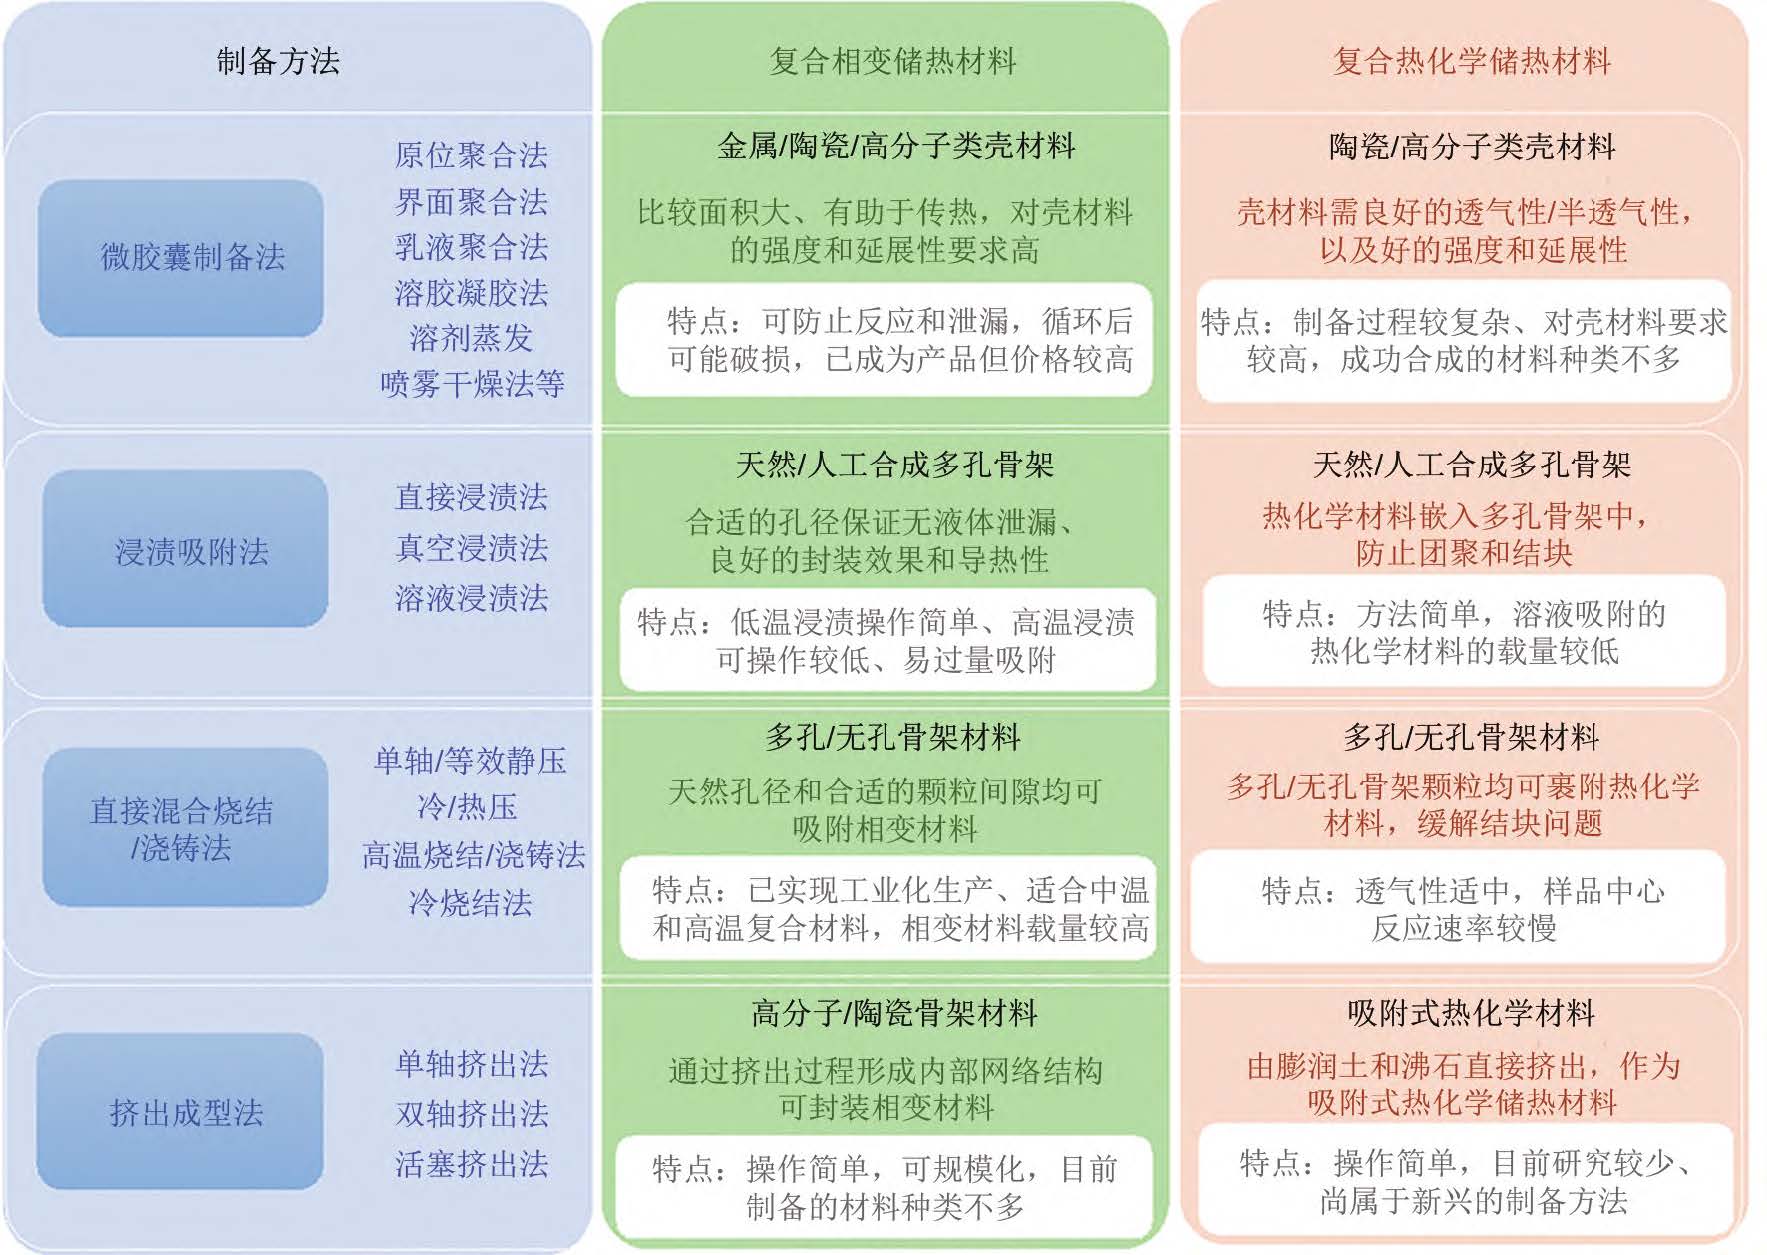 制备方法
复合相变储热材料
复合热化学储热材料
微胶囊制备法
原位聚合法
界面聚合法
乳液聚合法
溶胶凝胶法
溶剂蒸发
喷雾干燥法等
金属/陶瓷/高分子类壳材料
比较面积大、有助于传热，对壳材料
的强度和延展性要求高
特点：可防止反应和泄漏，循环后
可能破损，已成为产品但价格较高
陶瓷/高分子类壳材料
壳材料需良好的透气性/半透气性，
以及好的强度和延展性
特点：制备过程较复杂、对壳材料要求
较高，成功合成的材料种类不多
浸渍吸附法
直接浸渍法
真空浸渍法
溶液浸渍法
天然/人工合成多孔骨架
合适的孔径保证无液体泄漏、
良好的封装效果和导热性
特点：低温浸渍操作简单、高温浸渍
可操作较低、易过量吸附
天然/人工合成多孔骨架
热化学材料嵌入多孔骨架中，
防止团聚和结块
特点：方法简单，溶液吸附的
热化学材料的载量较低
直接混合烧结
/浇铸法
单轴/等效静压
冷/热压
高温烧结/浇铸法
冷烧结法
多孔/无孔骨架材料
天然孔径和合适的颗粒间隙均可
吸附相变材料
特点：已实现工业化生产、适合中温
和高温复合材料，相变材料载量较高
多孔/无孔骨架材料
多孔/无孔骨架颗粒均可裹附热化学
材料，缓解结块问题
特点：透气性适中，样品中心
反应速率较慢
挤出成型法
单轴挤出法
双轴挤出法
活塞挤出法
高分子/陶瓷骨架材料
通过挤出过程形成内部网络结构
可封装相变材料
特点：操作简单，可规模化，目前
制备的材料种类不多
吸附式热化学材料
由膨润土和沸石直接挤出，作为
吸附式热化学储热材料
特点：操作简单，目前研究较少、
尚属于新兴的制备方法